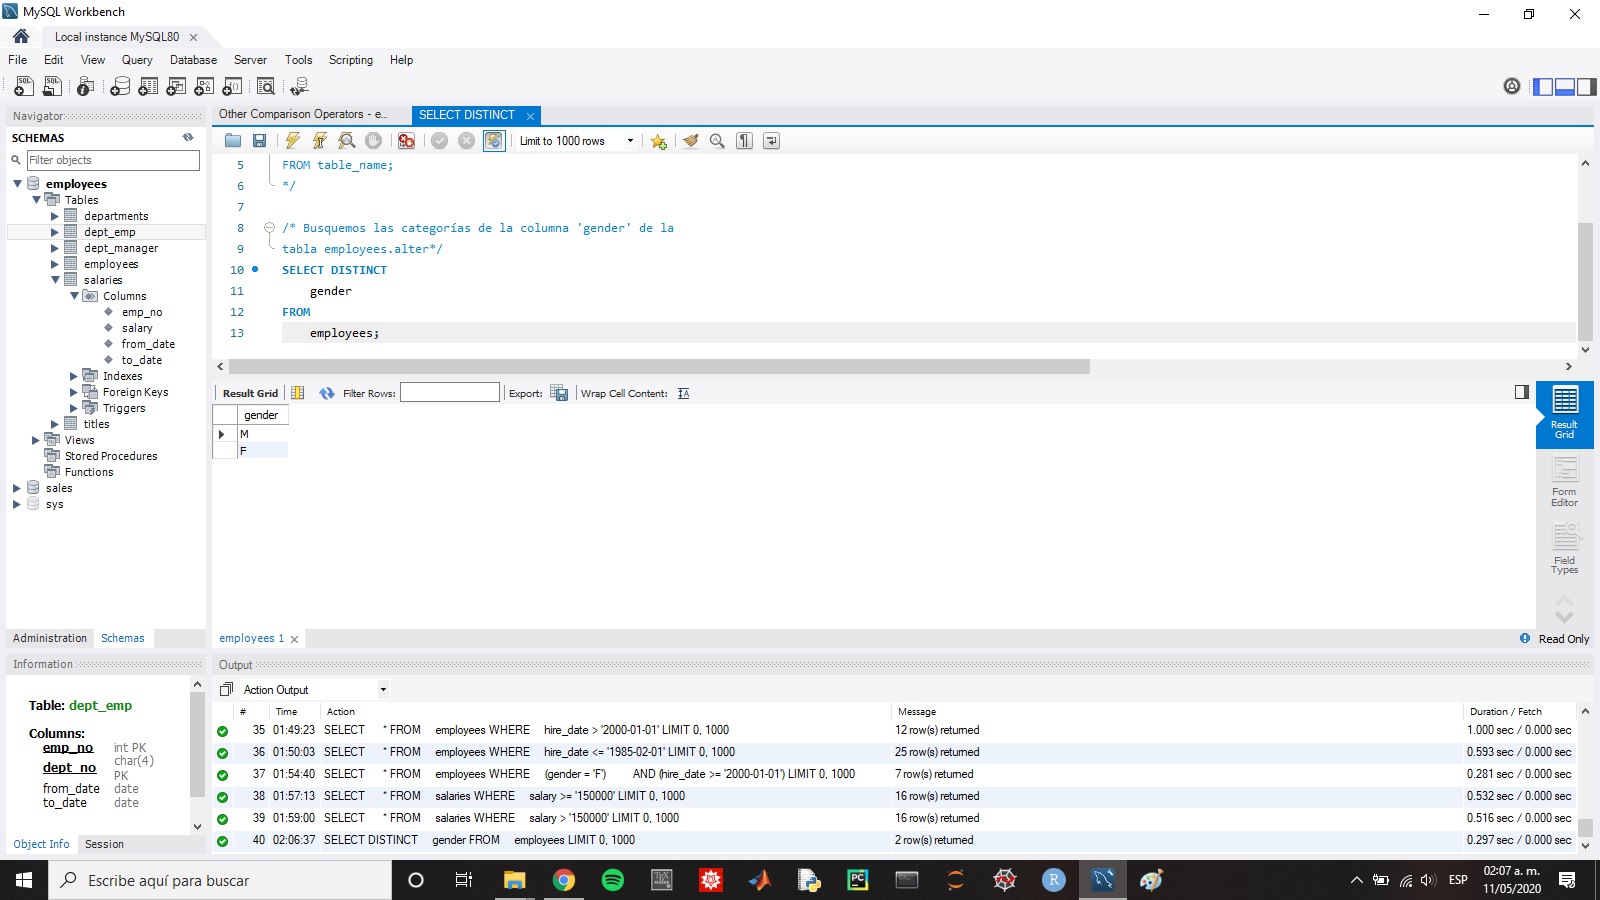 MySQL Workbench
Local instance MySQL80
File Edit View Query Database Server Tools Scripting Help
Navigator
SCHEMAS
Filter objects
employees
Tables
departments
dept_emp
dept_manager
employees
salaries
Columns
emp_no
salary
from_date
to_date
Indexes
Foreign Keys
Triggers
titles
Views
Stored Procedures
Functions
sales
sys
Administration Schemas
Information
Table: dept_emp
Columns:
emp_no int PK
char(4)
dept_no PK
from_date date
to_date date
Object Info Session
Other Comparison Operators - e... SELECT DISTINCT
Limit to 1000 rows
5 FROM table_name;
6 */
7
8 /* Busquemos las categorías de la columna 'gender' de la
9 tabla employees.alter*/
10 SELECT DISTINCT
11 gender
12 FROM
13 employees;
Result Grid Filter Rows: Export: Wrap Cell Content:
gender
M
F
Result
Grid
Form
Editor
Field
Types
employees 1 Read Only
Output
Action Output
# Time Action Message Duration / Fetch
35 01:49:23 SELECT * FROM employees WHERE hire_date > '2000-01-01' LIMIT 0, 1000 12 row(s) returned 1.000 sec / 0.000 sec
36 01:50:03 SELECT * FROM employees WHERE hire_date <= '1985-02-01' LIMIT 0, 1000 25 row(s) returned 0.593 sec / 0.000 sec
37 01:54:40 SELECT * FROM employees WHERE (gender = 'F') AND (hire_date >= '2000-01-01') LIMIT 0, 1000 7 row(s) returned 0.281 sec / 0.000 sec
38 01:57:13 SELECT * FROM salaries WHERE salary >= '150000' LIMIT 0, 1000 16 row(s) returned 0.532 sec / 0.000 sec
39 01:59:00 SELECT * FROM salaries WHERE salary > '150000' LIMIT 0, 1000 16 row(s) returned 0.516 sec / 0.000 sec
40 02:06:37 SELECT DISTINCT gender FROM employees LIMIT 0, 1000 2 row(s) returned 0.297 sec / 0.000 sec
Escribe aquí para buscar
ESP
02:07 a. m.
11/05/2020